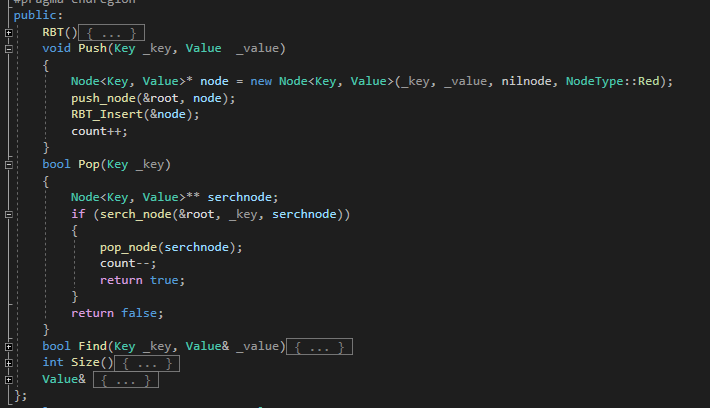 #pragma endregion
public:
RBT(){ ... }
void Push(Key _key, Value  _value)
{
Node<Key, Value>* node = new Node<Key, Value>(_key, _value, nilnode, NodeType::Red);
push_node(&root, node);
RBT_Insert(&node);
count++;
}
bool Pop(Key _key)
{
Node<Key, Value>** serchnode;
if (serch_node(&root, _key, serchnode))
{
pop_node(serchnode);
count--;
return true;
}
return false;
}
bool Find(Key _key, Value& _value){ ... }
int Size(){ ... }
Value& { ... }
};